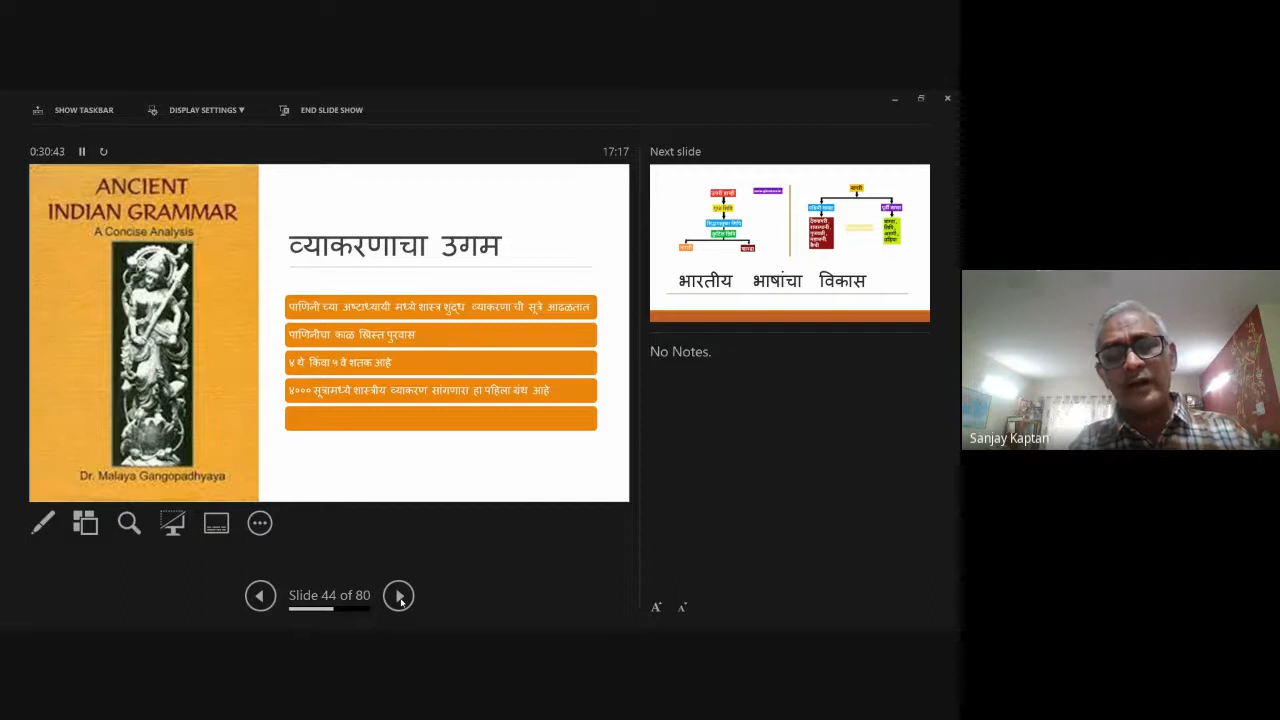 SHOW TASKBAR
DISPLAY SETTINGS ▼
END SLIDE SHOW
0:30:43
17:17
Next slide
ANCIENT
INDIAN GRAMMAR
A Concise Analysis
Dr. Malaya Gangopadhyaya
व्याकरणाचा उगम
पाणिनी च्या अष्टाध्यायी मध्ये शास्त्र शुद्ध व्याकरणा ची सूत्रे आढळतात
पाणिनीचा काळ ख्रिस्त पुरवास
४ थे किंवा ५ वे शतक आहे
४००० सूत्रामध्ये शास्त्रीय व्याकरण सांगणारा हा पहिला ग्रंथ आहे
भारतीय भाषांचा विकास
No Notes.
Sanjay Kaptan
Slide 44 of 80
A A